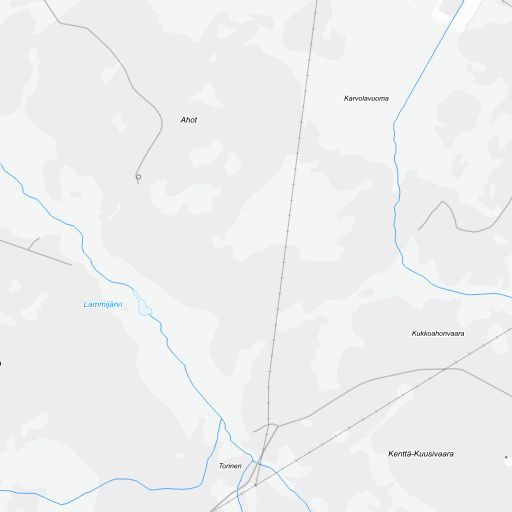 Karvolavuoma
Ahot
Lammijärvi
Kukkoahonvaara
Kenttä-Kuusivaara
Torinen